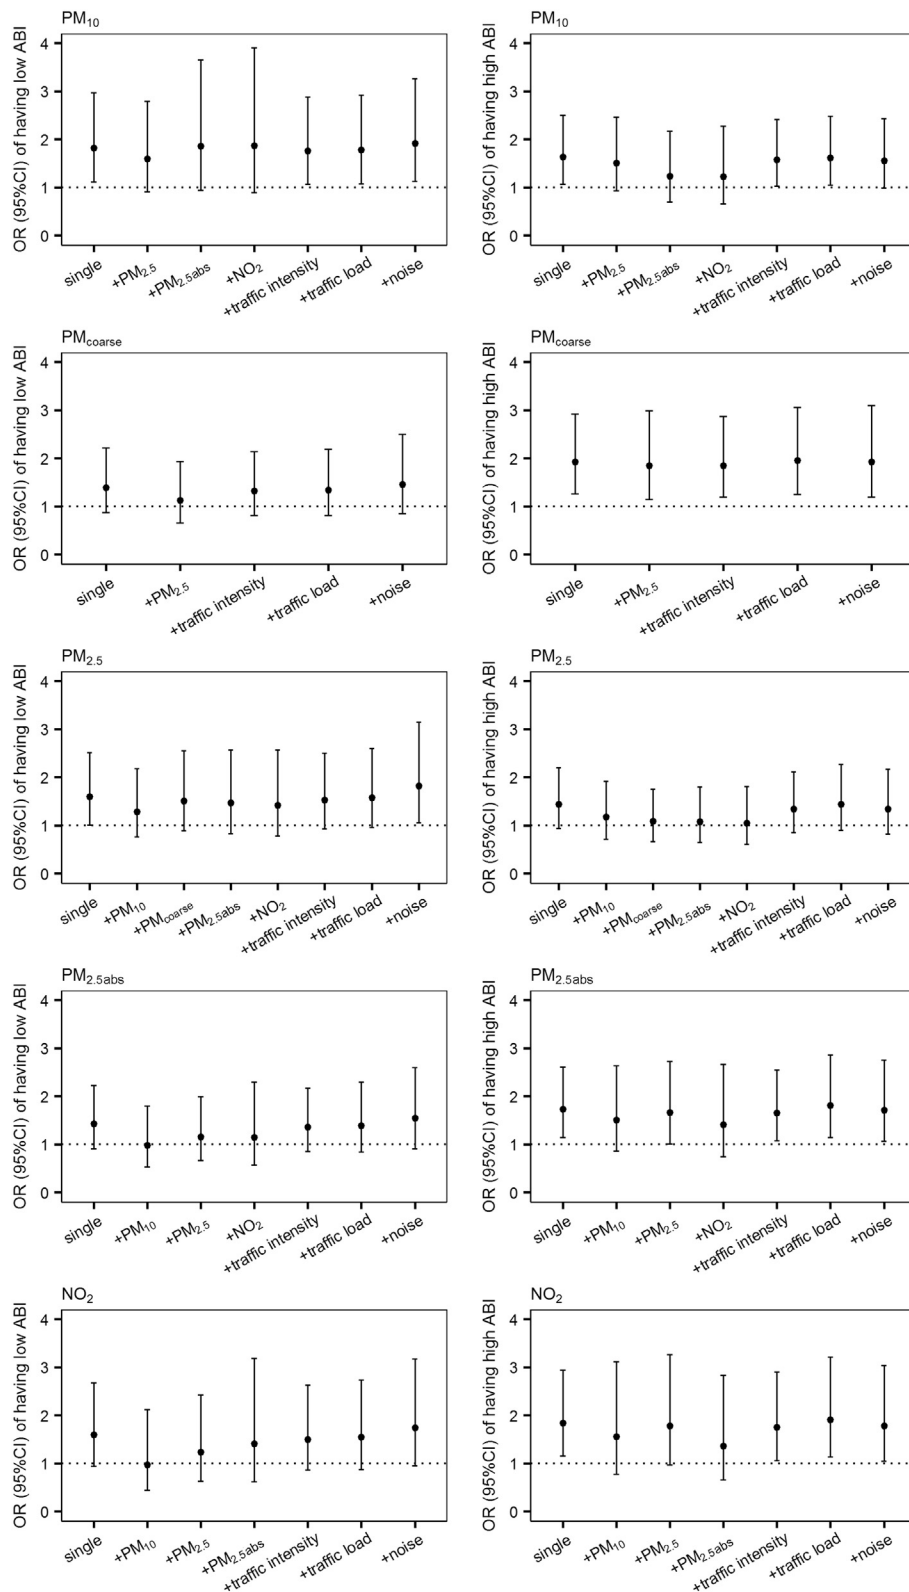 PM10
OR (95%CI) of having low ABI
4
3
2
1
0
single
+PM2.5
+PM2.5abs
+NO2
+traffic intensity
+traffic load
+noise
PM10
OR (95%CI) of having high ABI
4
3
2
1
0
single
+PM2.5
+PM2.5abs
+NO2
+traffic intensity
+traffic load
+noise
PMcoarse
OR (95%CI) of having low ABI
4
3
2
1
0
single
+PM2.5
+traffic intensity
+traffic load
+noise
PMcoarse
OR (95%CI) of having high ABI
4
3
2
1
0
single
+PM2.5
+traffic intensity
+traffic load
+noise
PM2.5
OR (95%CI) of having low ABI
4
3
2
1
0
single
+PM10
+PMcoarse
+PM2.5abs
+NO2
+traffic intensity
+traffic load
+noise
PM2.5
OR (95%CI) of having high ABI
4
3
2
1
0
single
+PM10
+PMcoarse
+PM2.5abs
+NO2
+traffic intensity
+traffic load
+noise
PM2.5abs
OR (95%CI) of having low ABI
4
3
2
1
0
single
+PM10
+PM2.5
+NO2
+traffic intensity
+traffic load
+noise
PM2.5abs
OR (95%CI) of having high ABI
4
3
2
1
0
single
+PM10
+PM2.5
+NO2
+traffic intensity
+traffic load
+noise
NO2
OR (95%CI) of having low ABI
4
3
2
1
0
single
+PM10
+PM2.5
+PM2.5abs
+traffic intensity
+traffic load
+noise
NO2
OR (95%CI) of having high ABI
4
3
2
1
0
single
+PM10
+PM2.5
+PM2.5abs
+traffic intensity
+traffic load
+noise